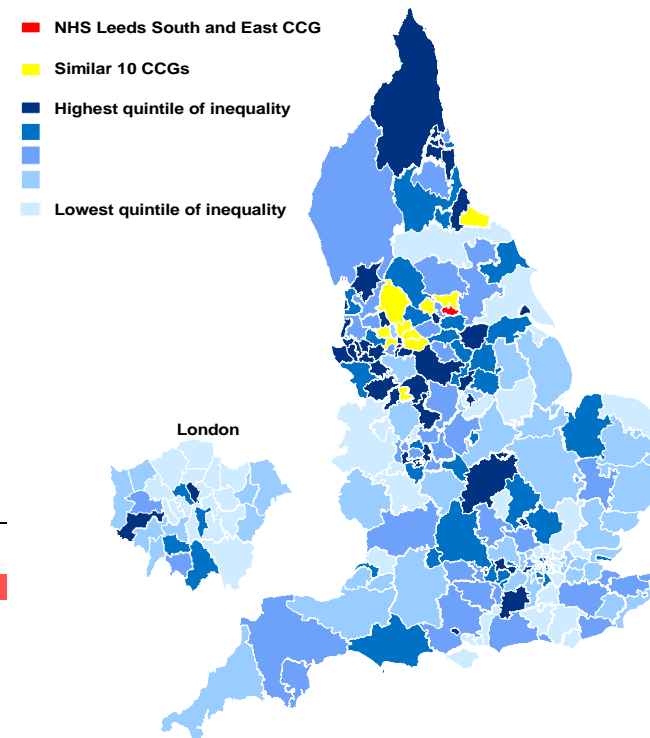 NHS Leeds South and East CCG
Similar 10 CCGs
Highest quintile of inequality
Lowest quintile of inequality
London